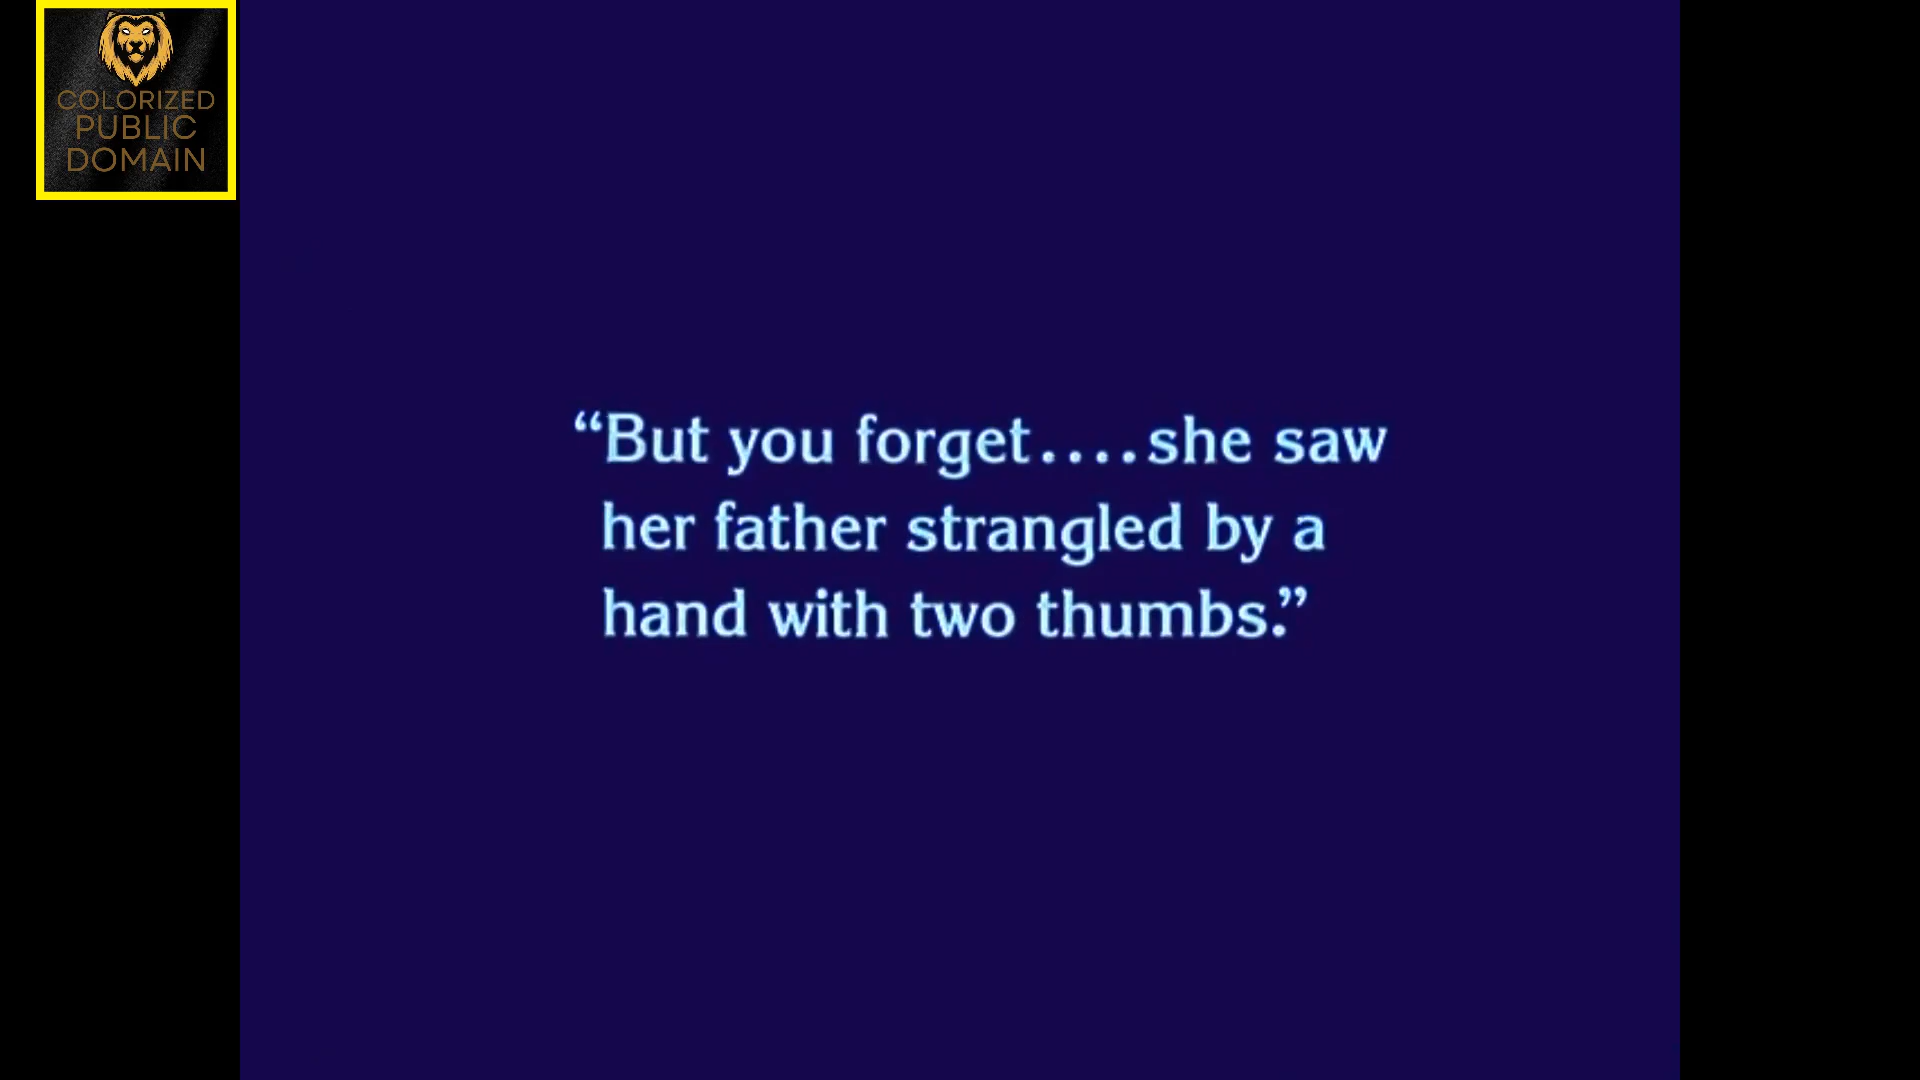 COLORIZED
PUBLIC
DOMAIN
“But you forget....she saw
her father strangled by a
hand with two thumbs.”